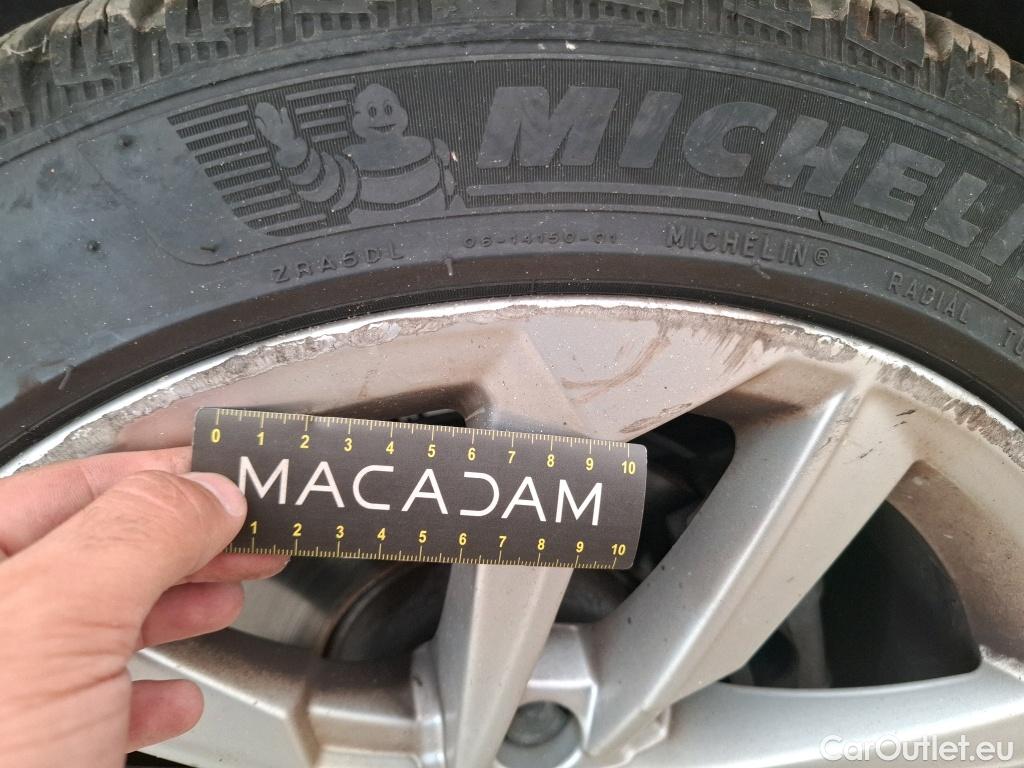 MICHELIN
ZRA5DL 06-14150-01 MICHELIN® RADIAL
0 1 2 3 4 5 6 7 8 9 10
MACADAM
1 2 3 4 5 6 7 8 9 10
CarOutlet.eu